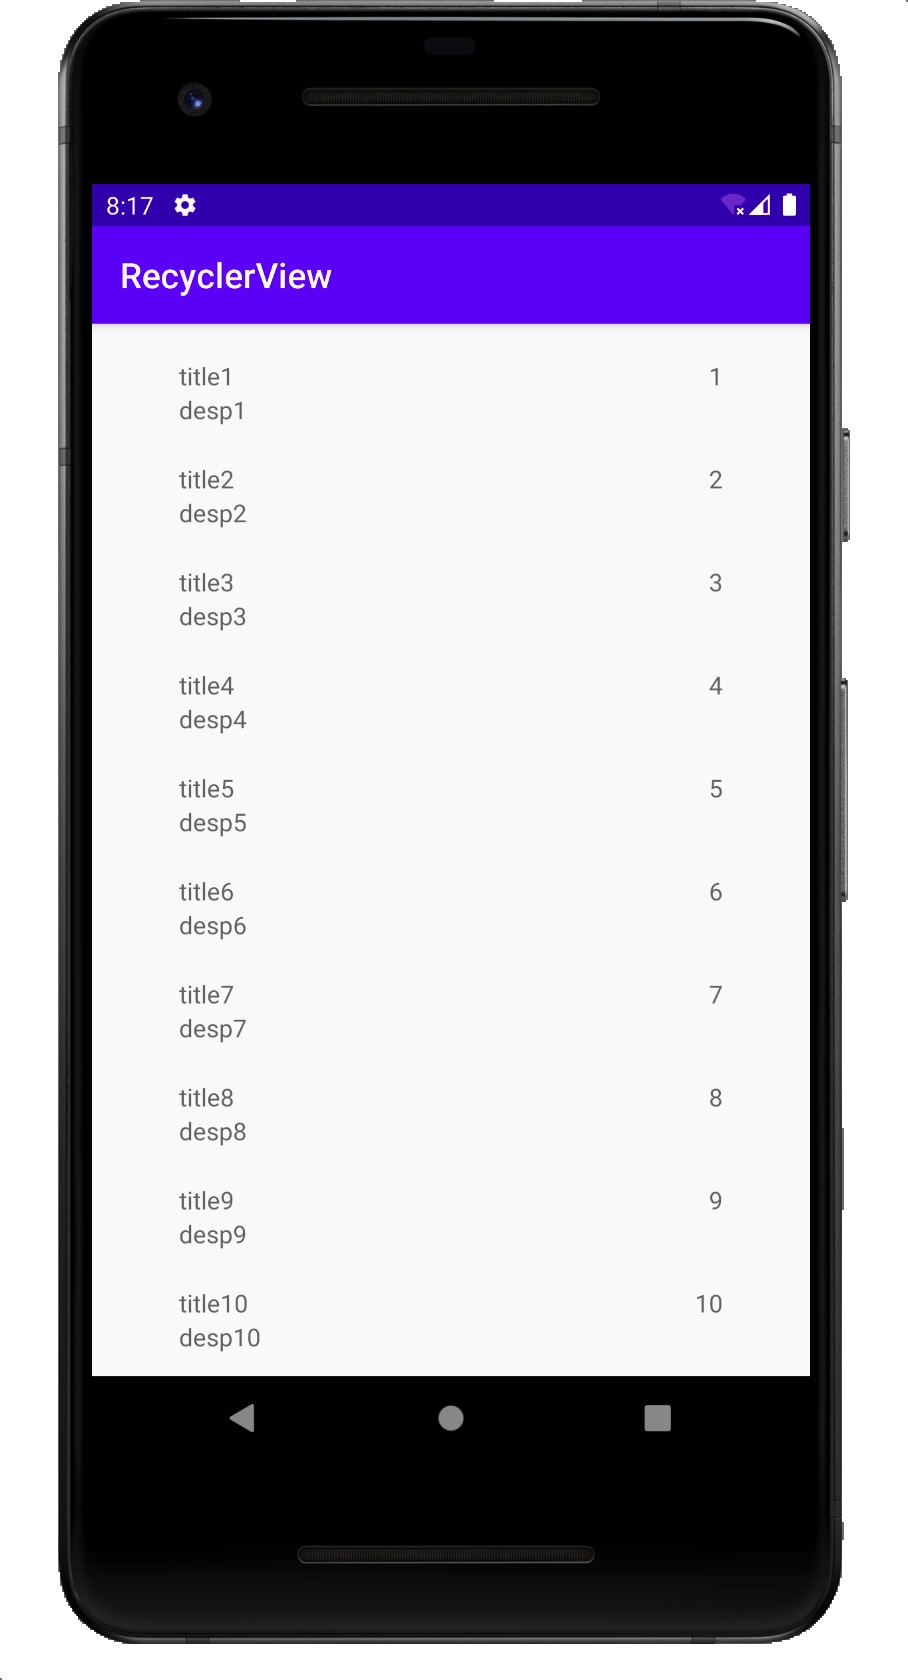 8:17
RecyclerView
title1 1
desp1
title2 2
desp2
title3 3
desp3
title4 4
desp4
title5 5
desp5
title6 6
desp6
title7 7
desp7
title8 8
desp8
title9 9
desp9
title10 10
desp10